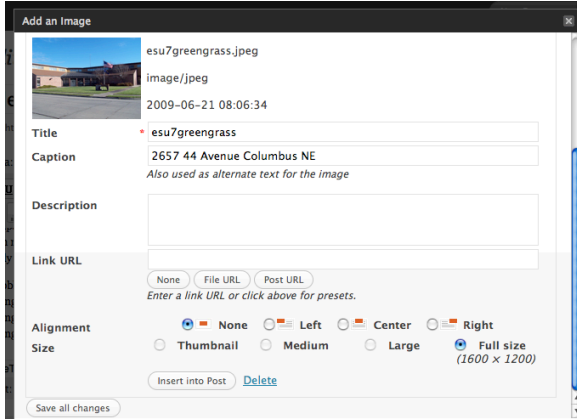 Add an Image
esu7greengrass.jpeg
image/jpeg
2009-06-21 08:06:34
Title * esu7greengrass
Caption 2657 44 Avenue Columbus NE
Also used as alternate text for the image
Description
Link URL
None File URL Post URL
Enter a link URL or click above for presets.
Alignment None Left Center Right
Size Thumbnail Medium Large Full size
(1600 × 1200)
Insert into Post Delete
Save all changes